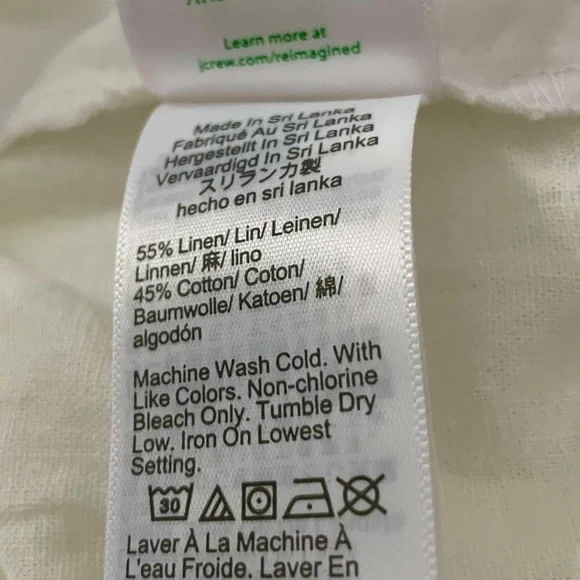 Learn more at
jcrew.com/reimagined
Made In Sri Lanka
Fabriqué Au Sri Lanka
Hergestellt In Sri Lanka
Vervaardigd In Sri Lanka
スリランカ製
hecho en sri lanka
55% Linen/ Lin/ Leinen/
Linnen/ 麻/ lino
45% Cotton/ Coton/
Baumwolle/ Katoen/ 綿/
algodón
Machine Wash Cold. With
Like Colors. Non-chlorine
Bleach Only. Tumble Dry
Low. Iron On Lowest
Setting.
30
Laver À La Machine À
L'eau Froide. Laver En